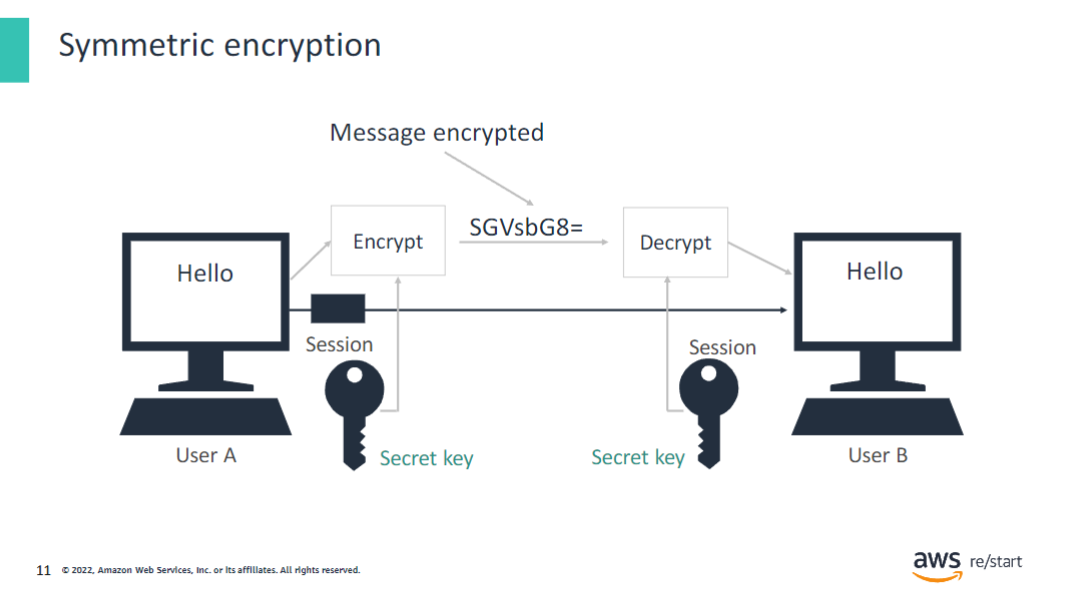 Symmetric encryption
Message encrypted
Encrypt
SGVsbG8=
Decrypt
Hello
Hello
Session
Session
Secret key
Secret key
User A
User B
11 © 2022, Amazon Web Services, Inc. or its affiliates. All rights reserved.
aws re/start